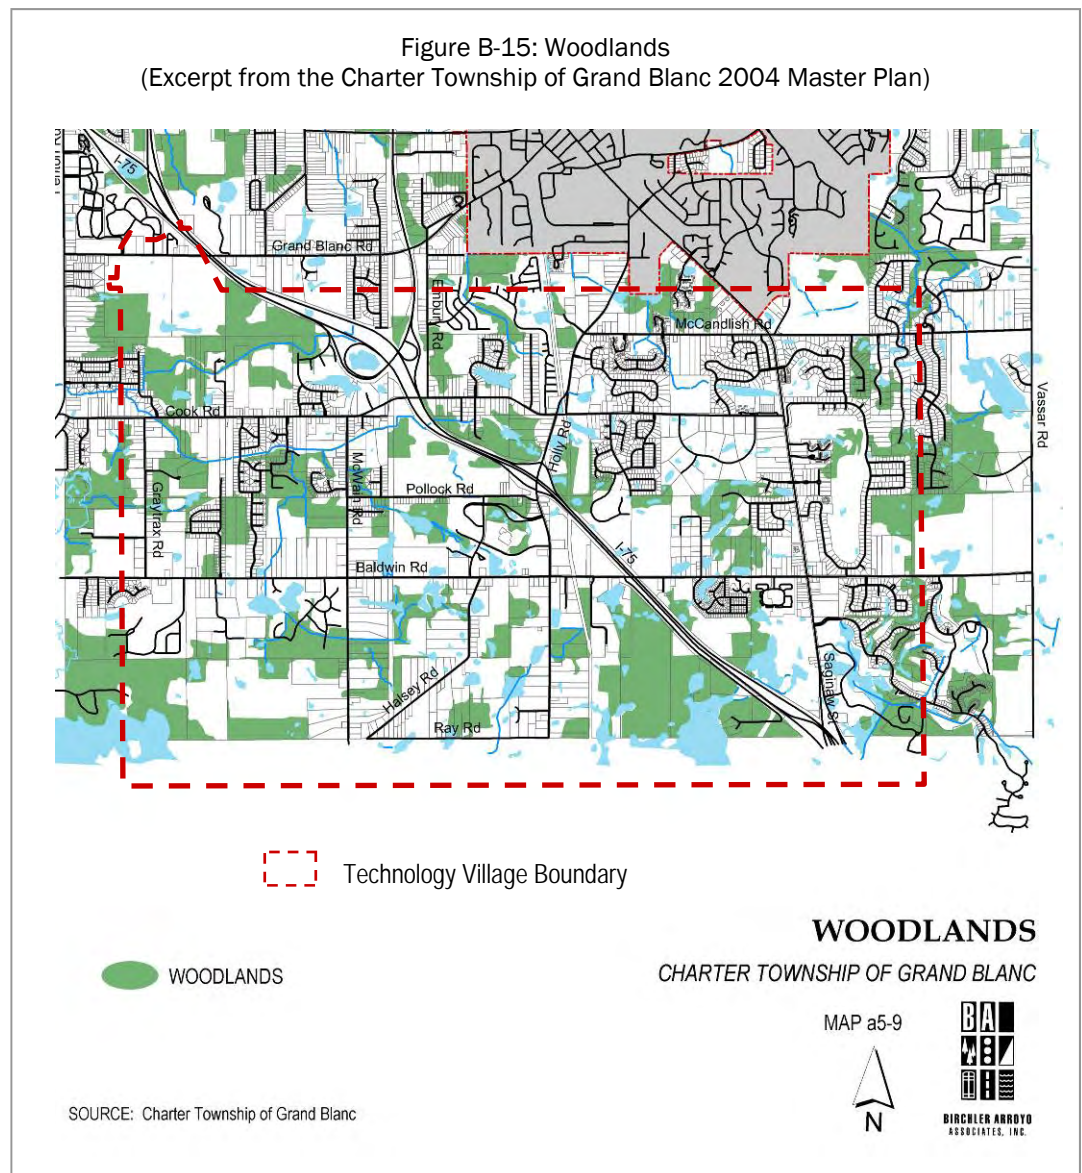 Figure B-15: Woodlands
(Excerpt from the Charter Township of Grand Blanc 2004 Master Plan)
I-75
Grand Blanc Rd
Embury Rd
McCandlish Rd
Vassar Rd
Cook Rd
Holly Rd
McWain Rd
Pollock Rd
Graytrax Rd
I-75
Baldwin Rd
Saginaw St
Halsey Rd
Ray Rd
Technology Village Boundary
WOODLANDS
WOODLANDS
CHARTER TOWNSHIP OF GRAND BLANC
MAP a5-9
BA
N
BIRCHLER ARROYO
ASSOCIATES, INC.
SOURCE: Charter Township of Grand Blanc